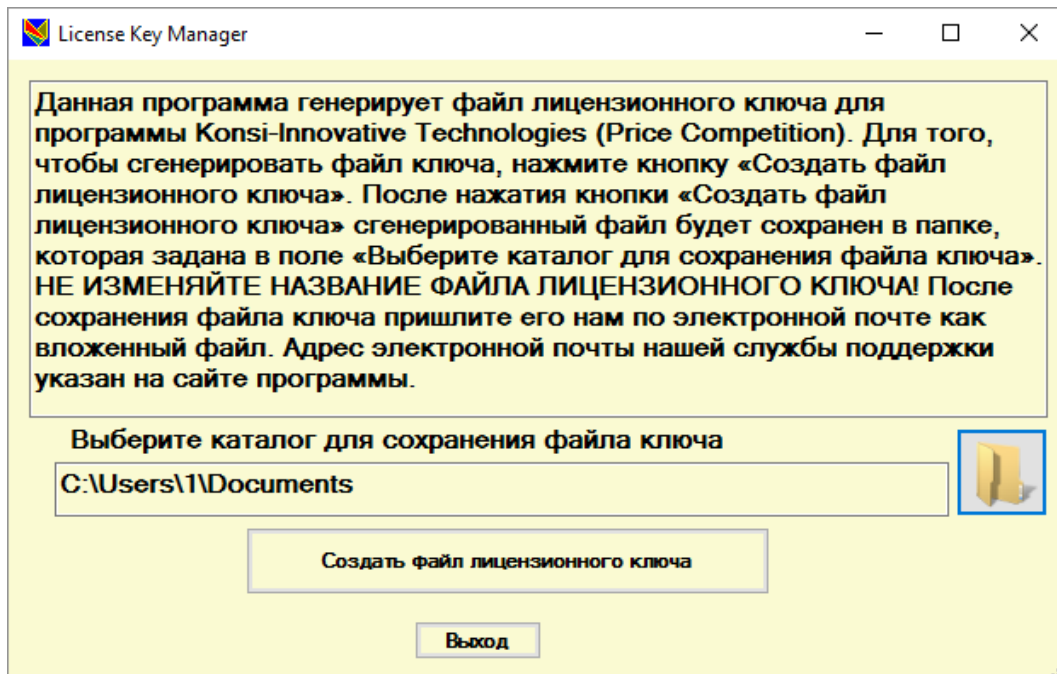 License Key Manager
Данная программа генерирует файл лицензионного ключа для
программы Konsi-Innovative Technologies (Price Competition). Для того,
чтобы сгенерировать файл ключа, нажмите кнопку «Создать файл
лицензионного ключа». После нажатия кнопки «Создать файл
лицензионного ключа» сгенерированный файл будет сохранен в папке,
которая задана в поле «Выберите каталог для сохранения файла ключа».
НЕ ИЗМЕНЯЙТЕ НАЗВАНИЕ ФАЙЛА ЛИЦЕНЗИОННОГО КЛЮЧА! После
сохранения файла ключа пришлите его нам по электронной почте как
вложенный файл. Адрес электронной почты нашей службы поддержки
указан на сайте программы.
Выберите каталог для сохранения файла ключа
C:\Users\1\Documents
Создать файл лицензионного ключа
Выход